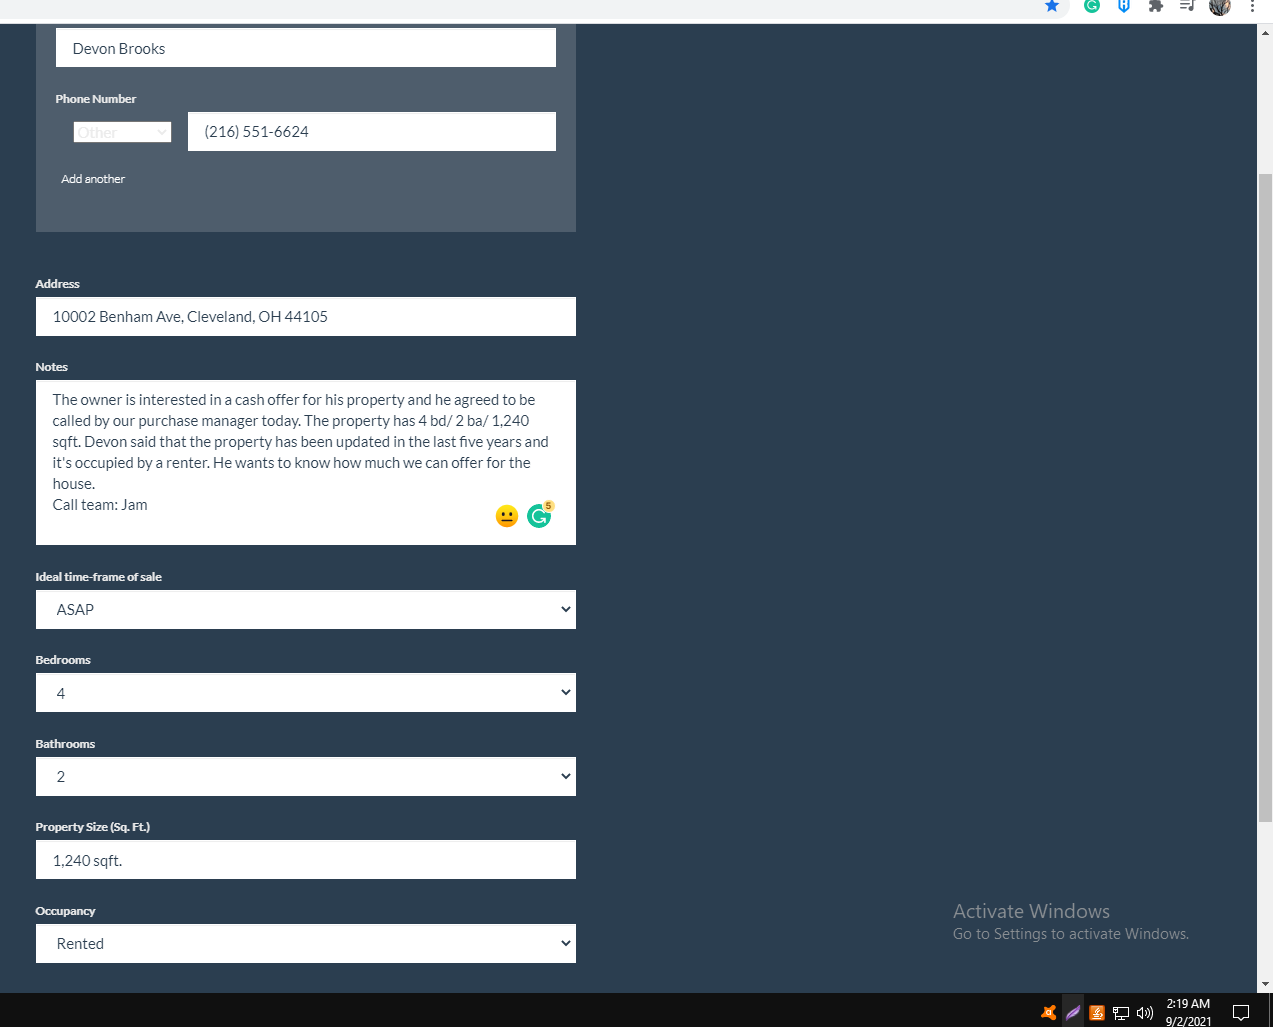 Devon Brooks
Phone Number
Other
(216) 551-6624
Add another
Address
10002 Benham Ave, Cleveland, OH 44105
Notes
The owner is interested in a cash offer for his property and he agreed to be
called by our purchase manager today. The property has 4 bd/ 2 ba/ 1,240
sqft. Devon said that the property has been updated in the last five years and
it's occupied by a renter. He wants to know how much we can offer for the
house.
Call team: Jam
5
Ideal time-frame of sale
ASAP
Bedrooms
4
Bathrooms
2
Property Size (Sq. Ft.)
1,240 sqft.
Occupancy
Rented
Activate Windows
Go to Settings to activate Windows.
2:19 AM
9/2/2021